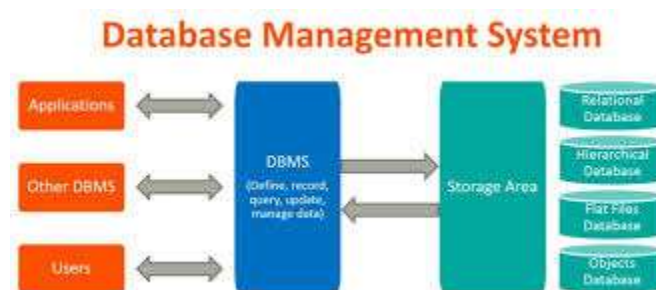 Database Management System
Applications
Other DBMS
Users
DBMS
(Define, record,
query, update,
manage data)
Storage Area
Relational
Database
Hierarchical
Database
Flat Files
Database
Objects
Database